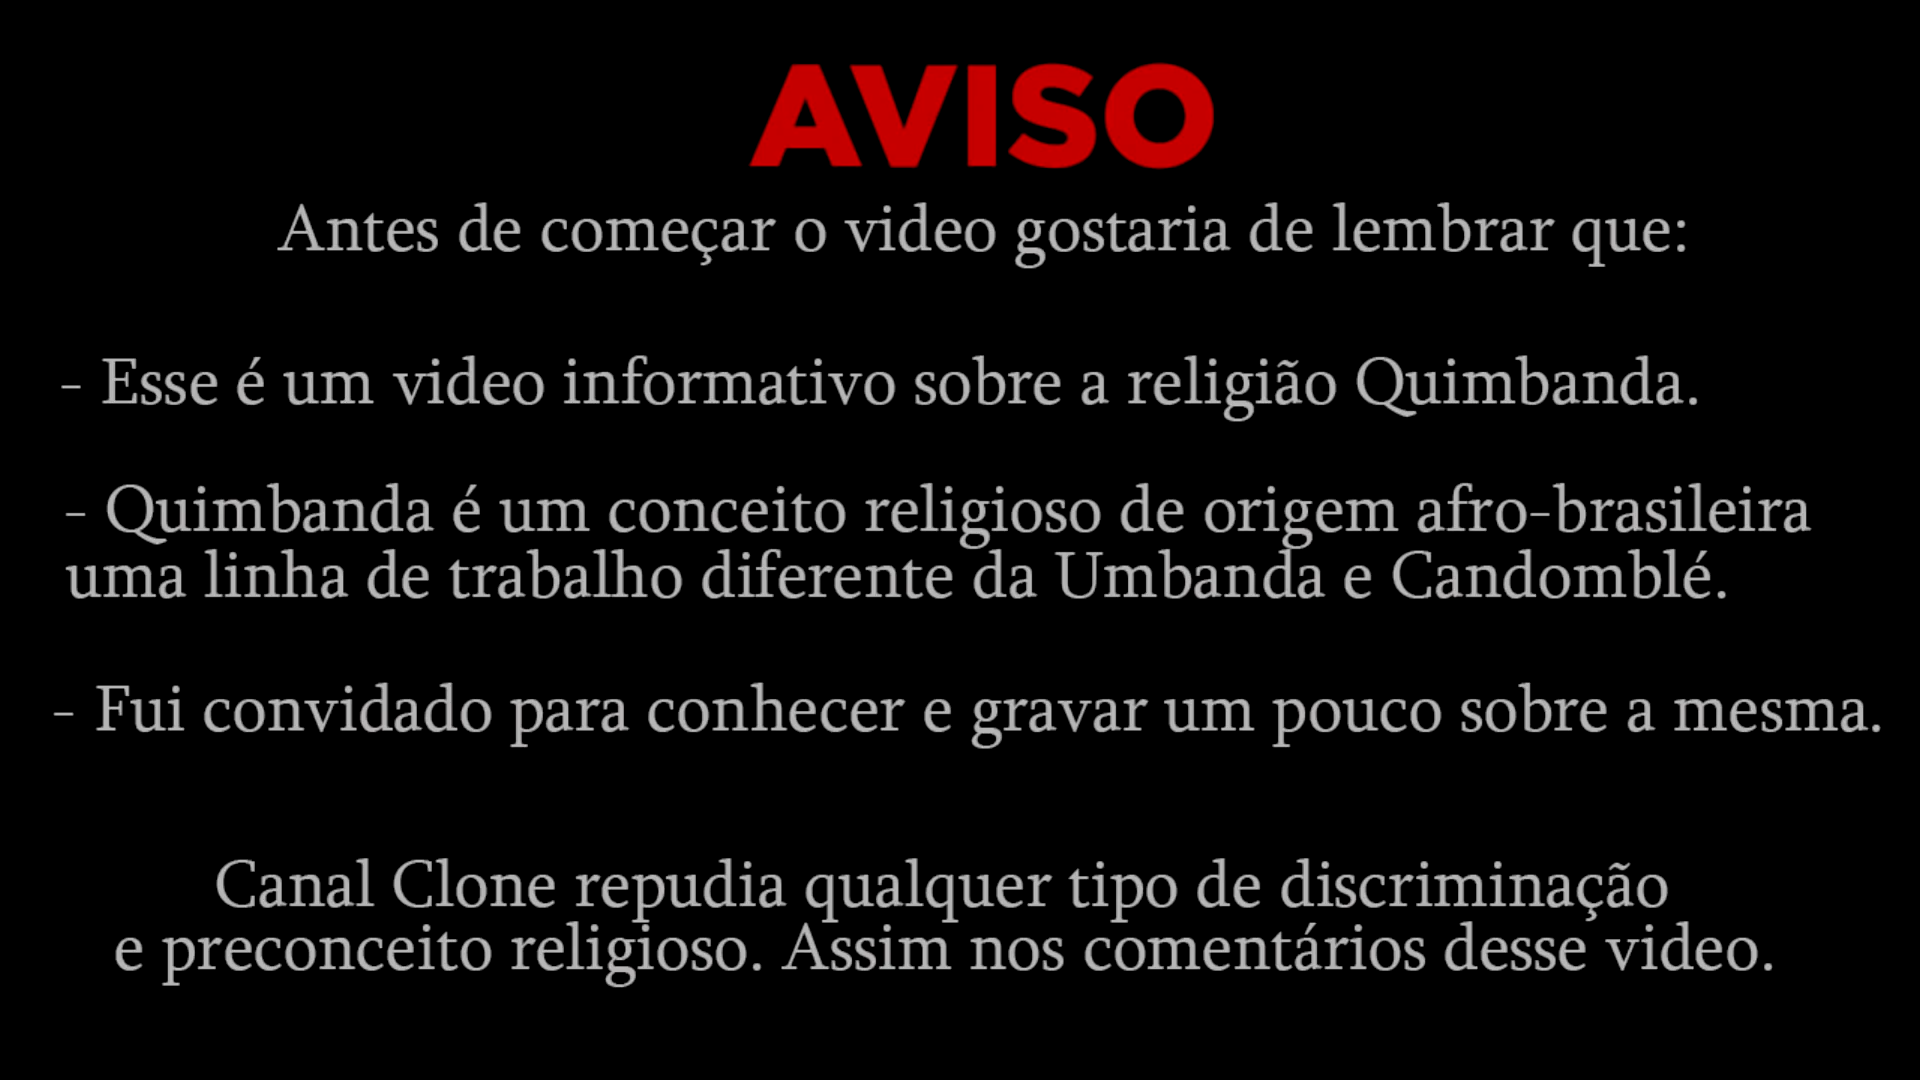 AVISO
Antes de começar o video gostaria de lembrar que:
- Esse é um video informativo sobre a religião Quimbanda.
- Quimbanda é um conceito religioso de origem afro-brasileira
uma linha de trabalho diferente da Umbanda e Candomblé.
- Fui convidado para conhecer e gravar um pouco sobre a mesma.
Canal Clone repudia qualquer tipo de discriminação
e preconceito religioso. Assim nos comentários desse video.